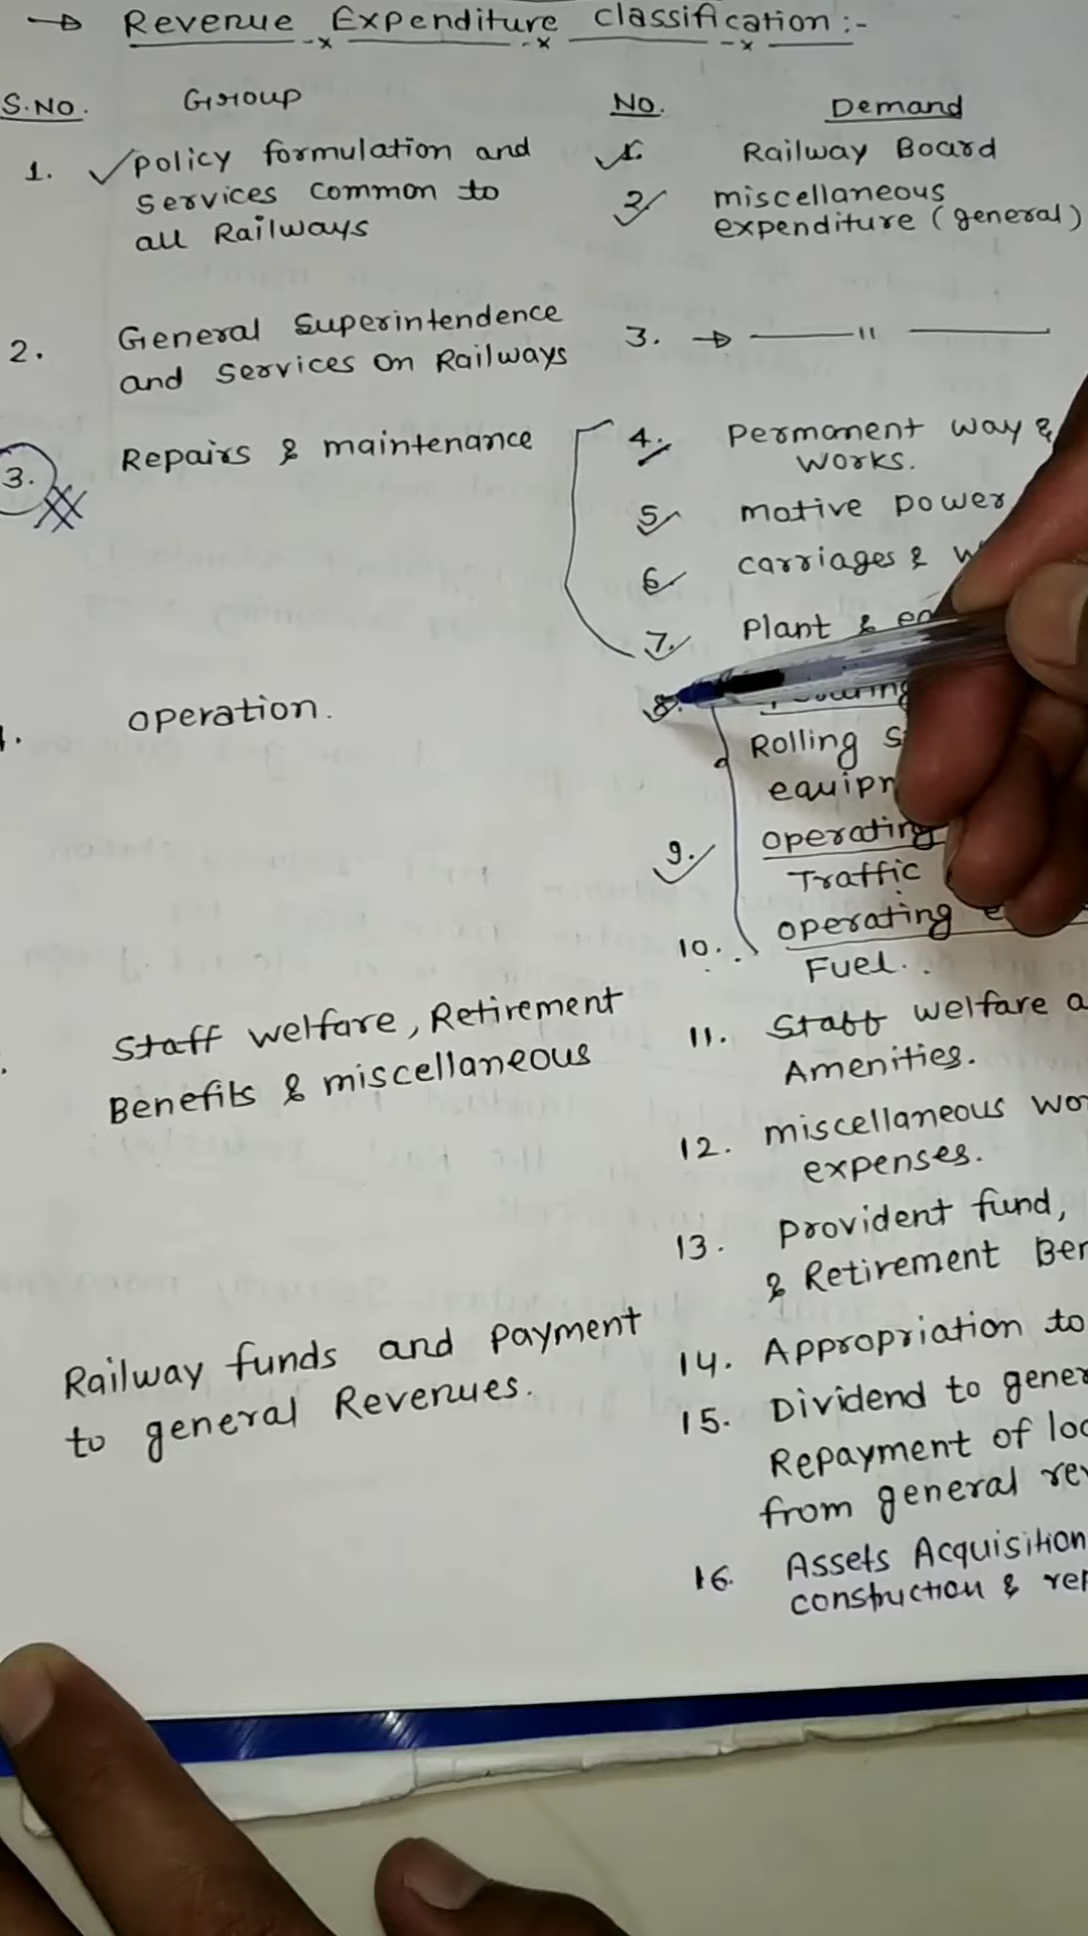 → Revenue Expenditure classification :-
S.NO. Group No. Demand
1. ✓ policy formulation and 1. Railway Board
services common to 2. miscellaneous
all Railways expenditure (general)
2. General Superintendence 3. → —— " ——
and services on Railways
3. Repairs & maintenance 4. Permanent way &
works.
5. motive power
6. carriages &
7. Plant &
operation. 8.
Rolling
9. operating
Traffic
10. operating
Fuel.
Staff welfare, Retirement 11. Staff welfare
Benefits & miscellaneous Amenities.
12. miscellaneous
expenses.
13. provident fund,
& Retirement
Railway funds and payment 14. Appropriation to
to general Revenues. 15. Dividend to
Repayment of
from general
16. Assets Acquisition
construction &